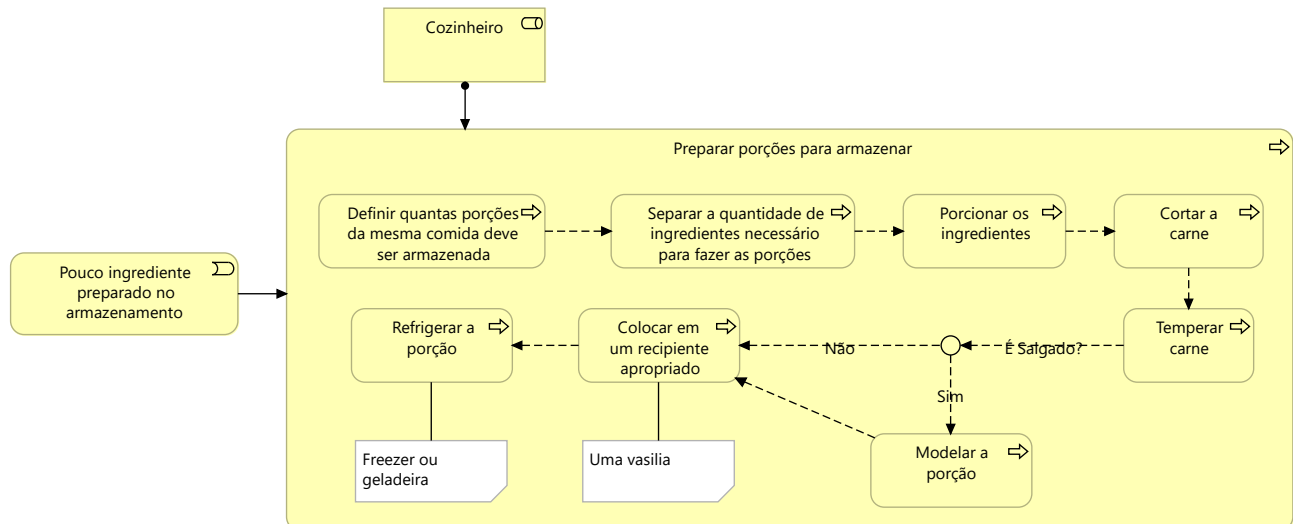 Cozinheiro
Preparar porções para armazenar
Definir quantas porções
da mesma comida deve
ser armazenada
Separar a quantidade de
ingredientes necessário
para fazer as porções
Porcionar os
ingredientes
Cortar a
carne
Pouco ingrediente
preparado no
armazenamento
Temperar
carne
É Salgado?
Não
Sim
Modelar a
porção
Colocar em
um recipiente
apropriado
Refrigerar a
porção
Freezer ou
geladeira
Uma vasilia